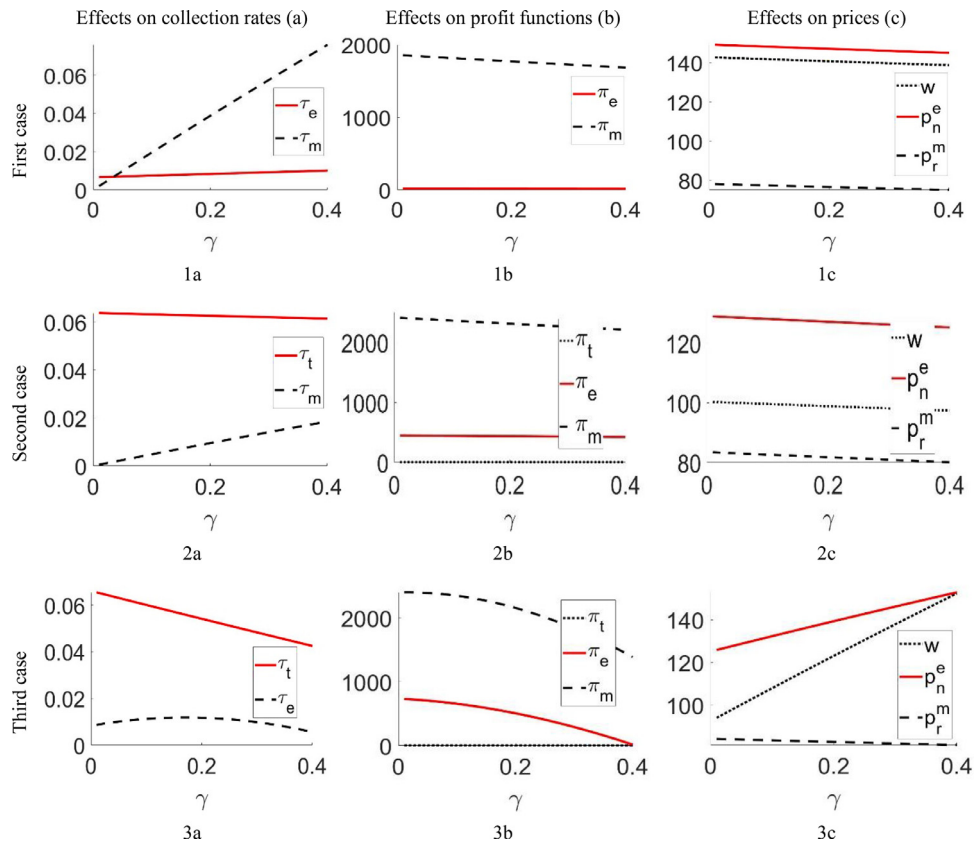 Effects on collection rates (a) Effects on profit functions (b) Effects on prices (c)
First case
0.06
0.04
0.02
0
τe
τm
0 0.2 0.4
γ
1a
2000
1000
0
πe
πm
0 0.2 0.4
γ
1b
140
120
100
80
w
p_n^e
p_r^m
0 0.2 0.4
γ
1c
Second case
0.06
0.04
0.02
0
τt
τm
0 0.2 0.4
γ
2a
2000
1000
0
πt
πe
πm
0 0.2 0.4
γ
2b
120
100
80
w
p_n^e
p_r^m
0 0.2 0.4
γ
2c
Third case
0.06
0.04
0.02
0
τt
τe
0 0.2 0.4
γ
3a
2000
1000
0
πt
πe
πm
0 0.2 0.4
γ
3b
140
120
100
w
p_n^e
p_r^m
0 0.2 0.4
γ
3c